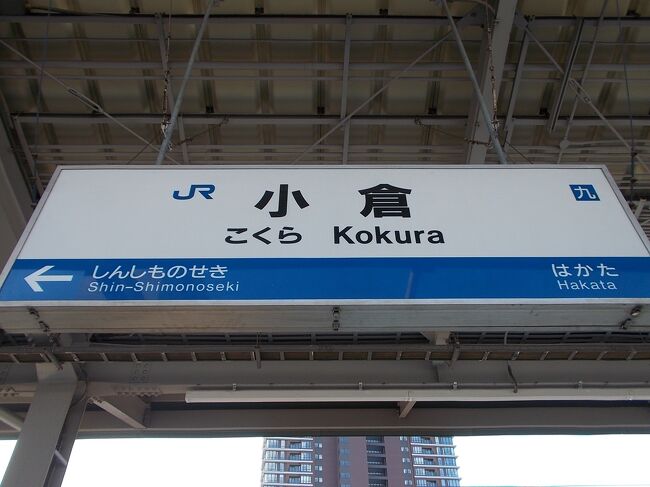 JR 小倉 九
こくら Kokura
← しんしものせき はかた
Shin-Shimonoseki Hakata